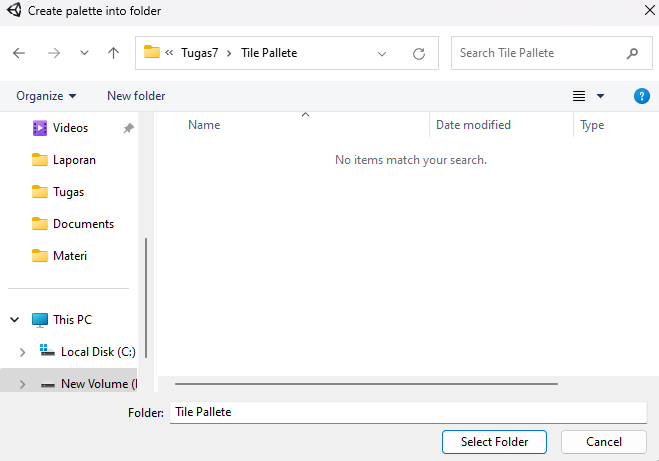 Create palette into folder
« Tugas7 > Tile Pallete
Search Tile Pallete
Organize
New folder
?
Name
Date modified
Type
No items match your search.
Videos
Laporan
Tugas
Documents
Materi
This PC
Local Disk (C:)
New Volume (
Folder: Tile Pallete
Select Folder
Cancel